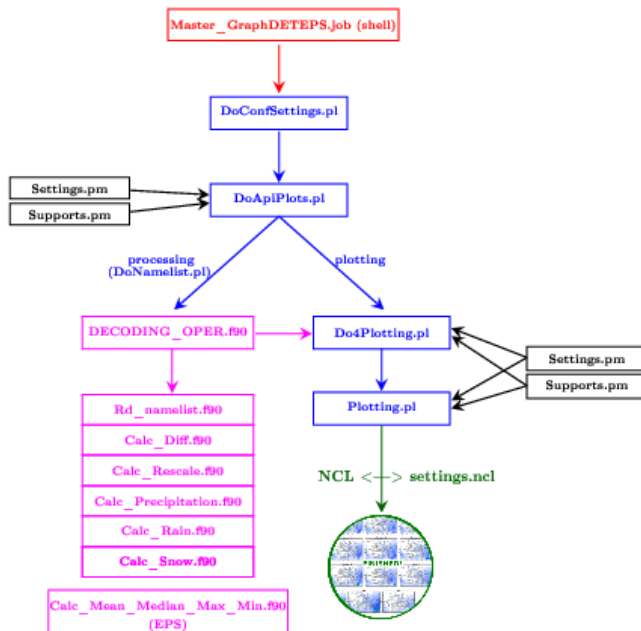 Master_GraphDETEPS.job (shell)
DoConfSettings.pl
Settings.pm
Supports.pm
DoApiPlots.pl
processing
(DoNamelist.pl)
plotting
DECODING_OPER.f90
Do4Plotting.pl
Settings.pm
Supports.pm
Plotting.pl
Rd_namelist.f90
Calc_Diff.f90
Calc_Rescale.f90
Calc_Precipitation.f90
Calc_Rain.f90
Calc_Snow.f90
NCL <--> settings.ncl
FINISHED!
Calc_Mean_Median_Max_Min.f90
(EPS)